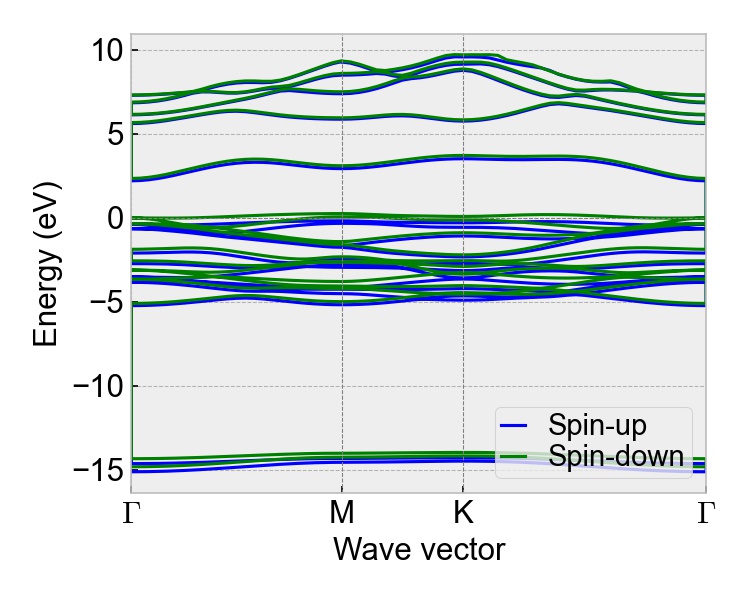 10
5
0
−5
−10
−15
Energy (eV)
Spin-up
Spin-down
Γ M K Γ
Wave vector